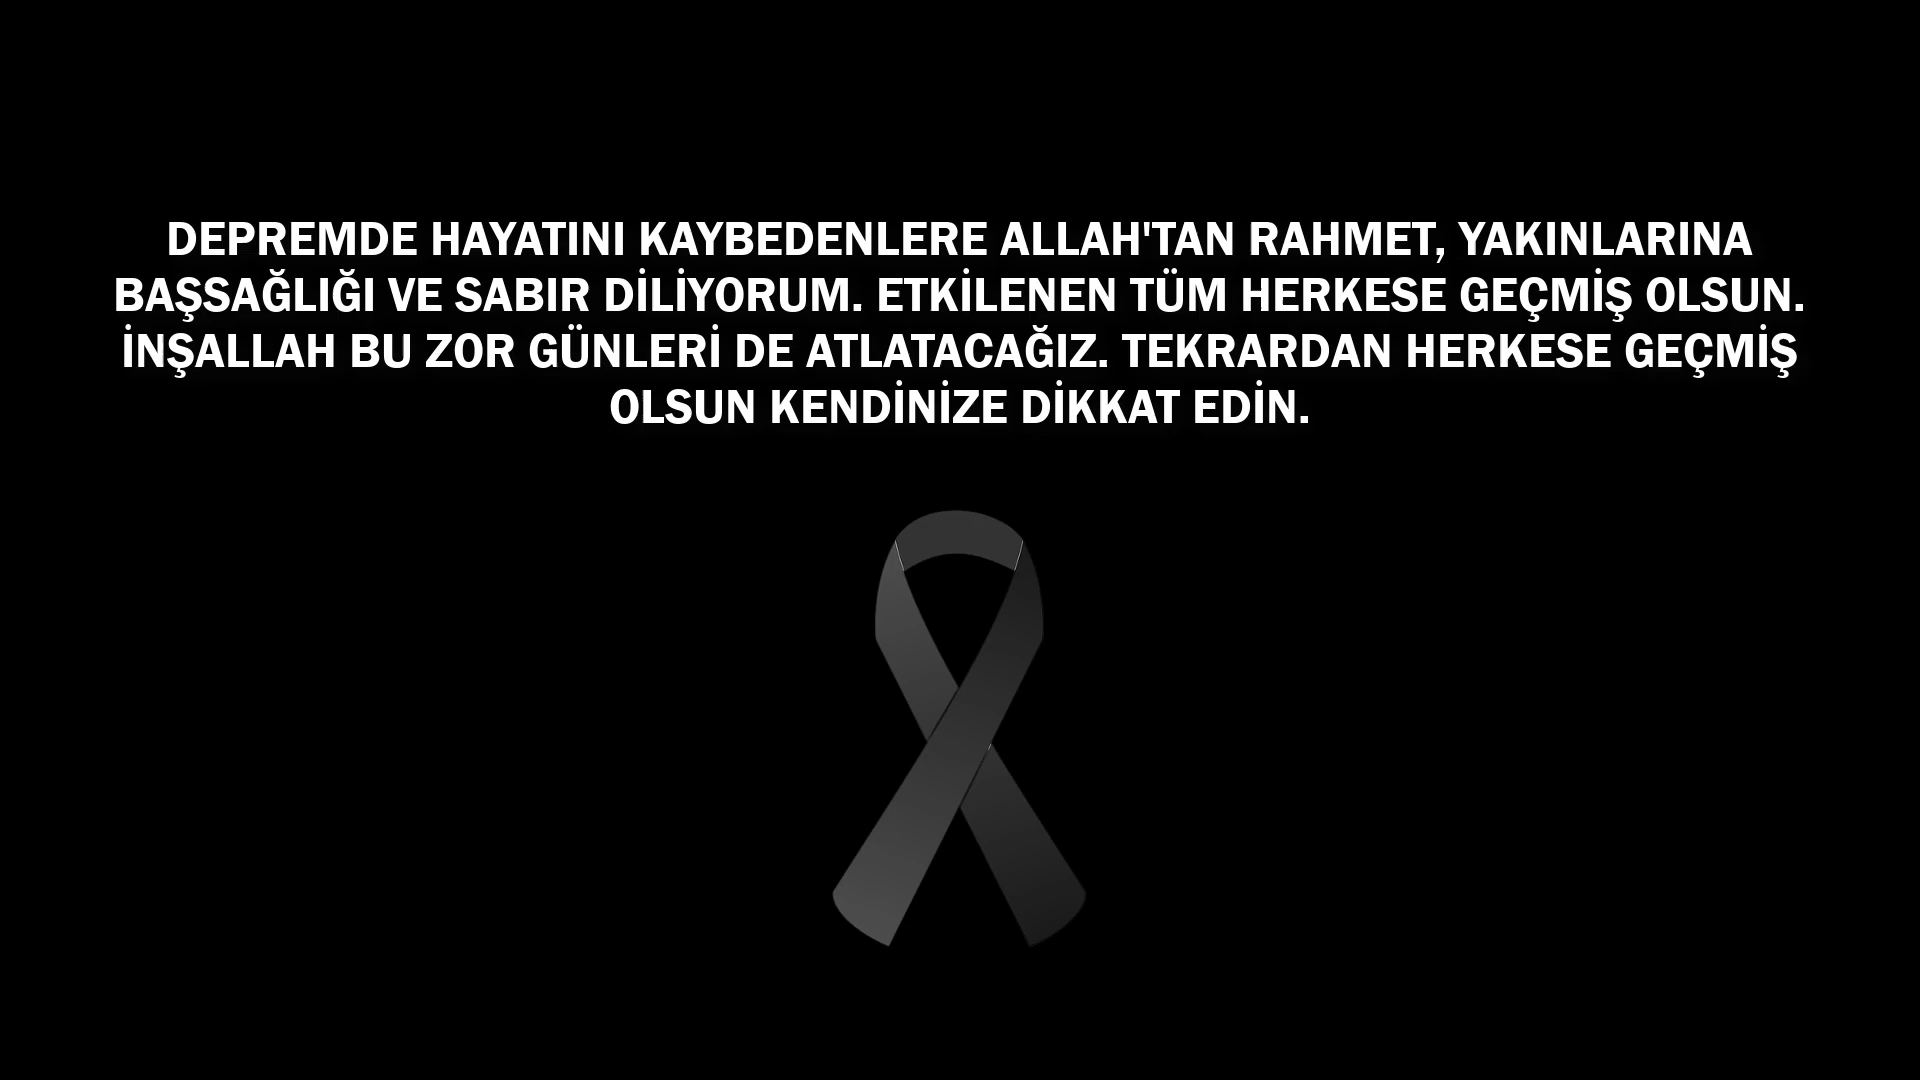 DEPREMDE HAYATINI KAYBEDENLERE ALLAH'TAN RAHMET, YAKINLARINA
BAŞSAĞLIĞI VE SABIR DİLİYORUM. ETKİLENEN TÜM HERKESE GEÇMİŞ OLSUN.
İNŞALLAH BU ZOR GÜNLERİ DE ATLATACAĞIZ. TEKRARDAN HERKESE GEÇMİŞ
OLSUN KENDİNİZE DİKKAT EDİN.